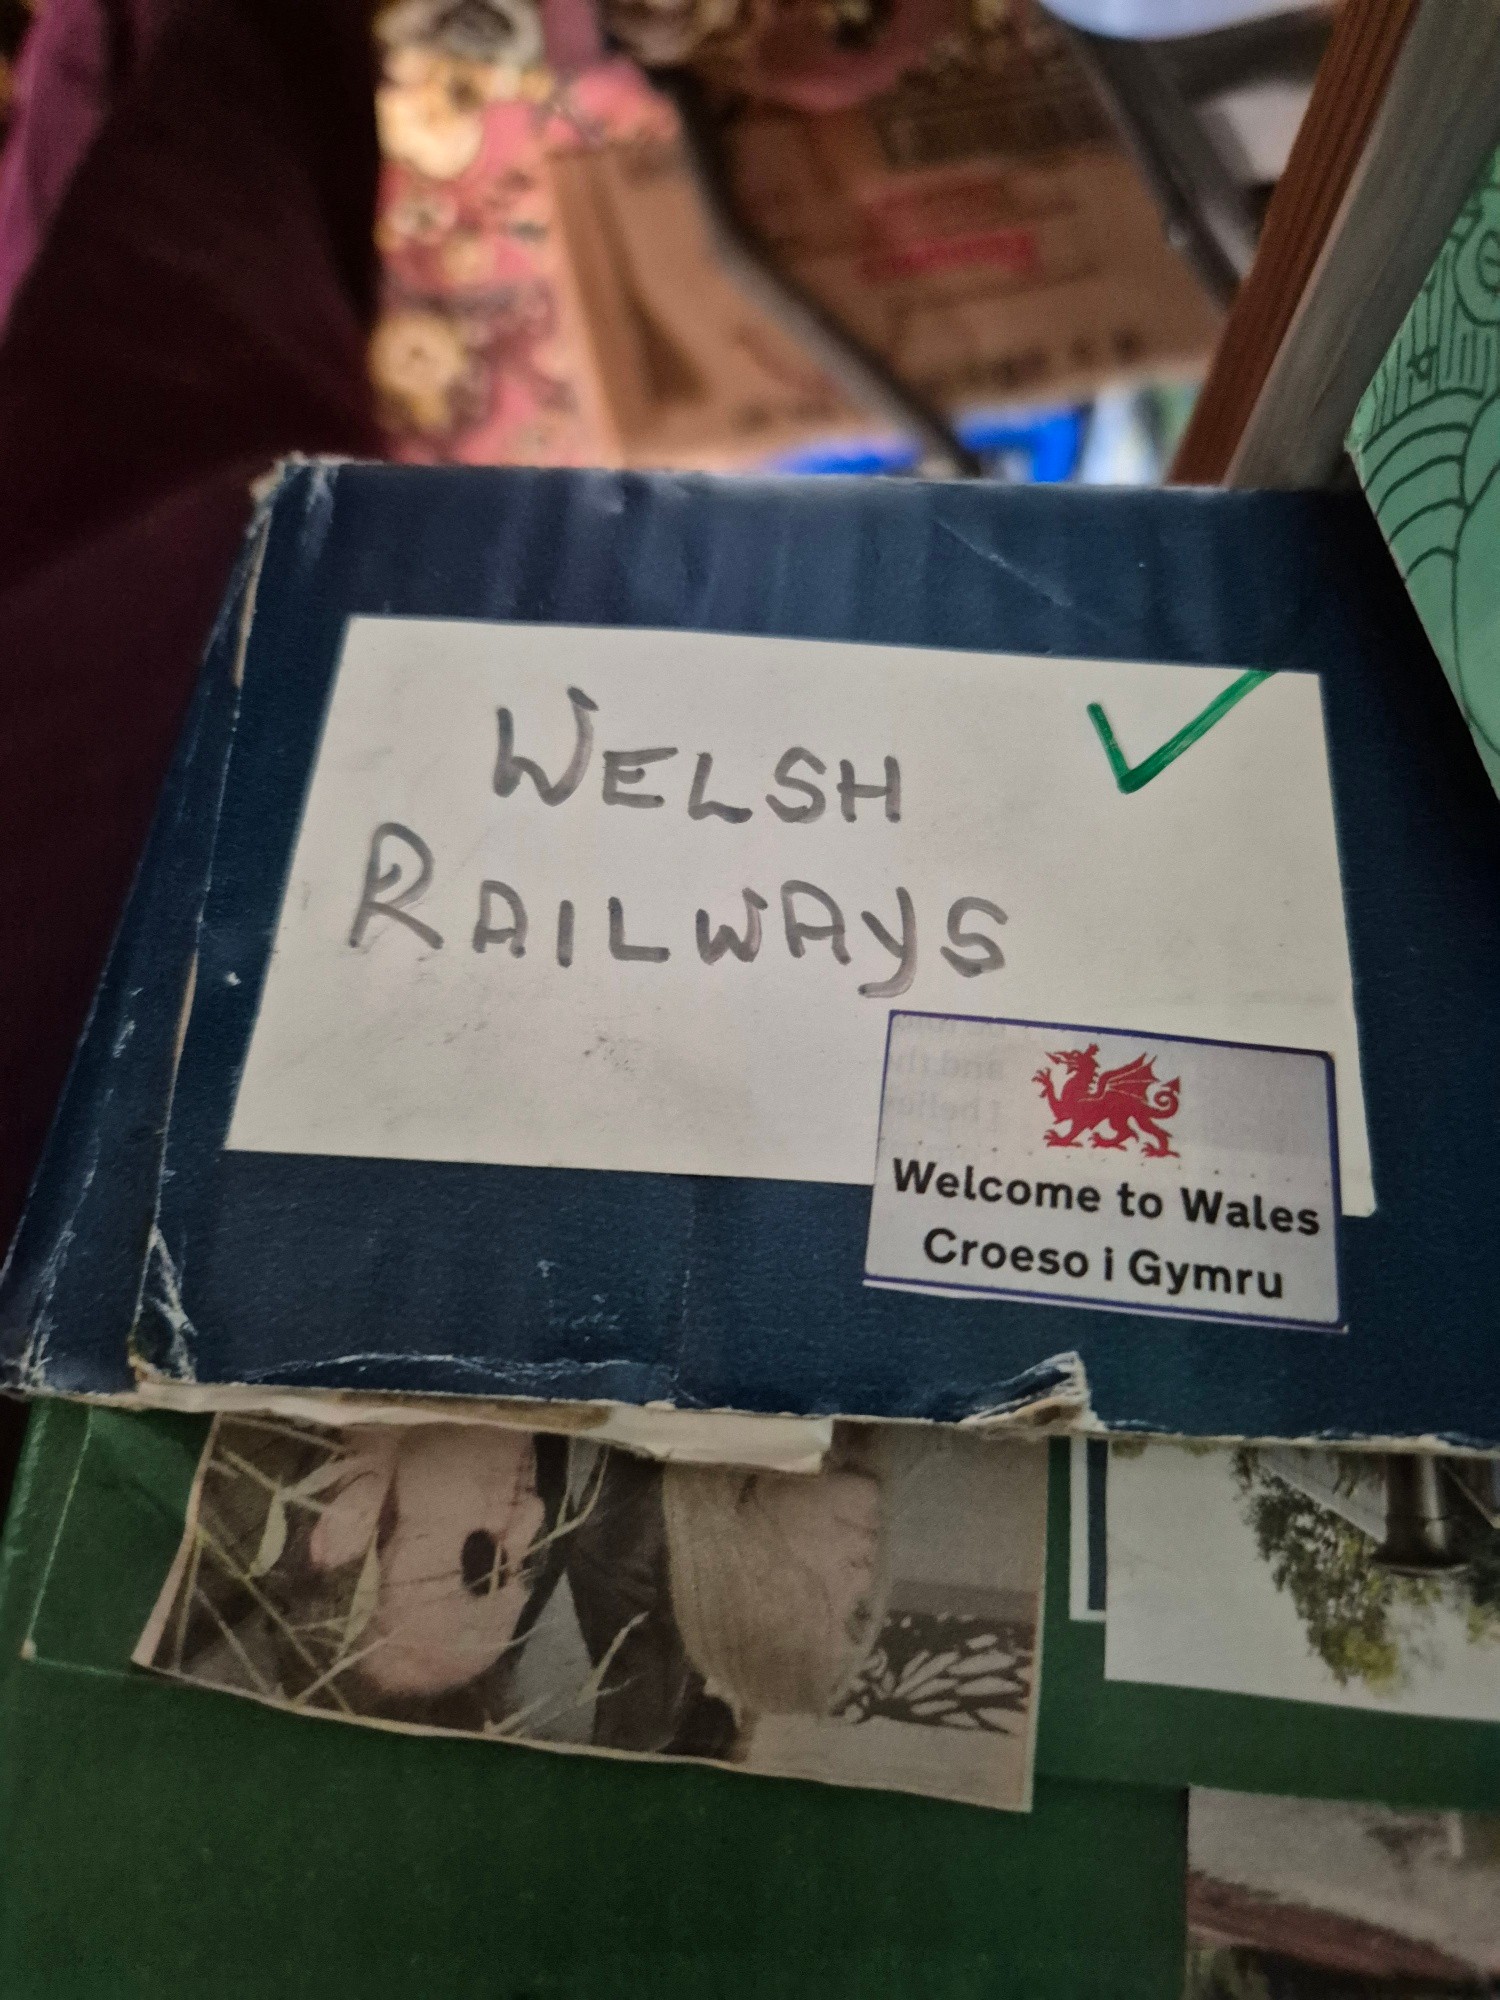 WELSH
RAILWAYS
Welcome to Wales
Croeso i Gymru